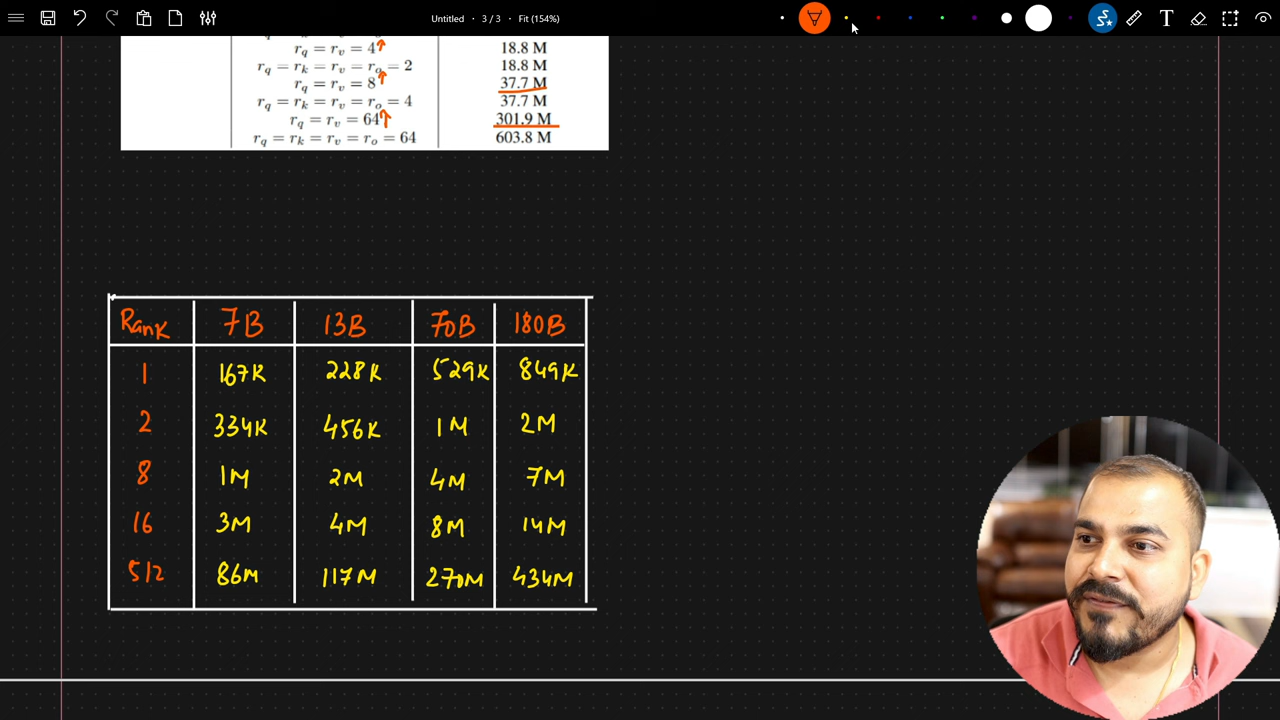 Untitled • 3 / 3 • Fit (154%)
T
r_q = r_v = 4 18.8 M
r_q = r_k = r_v = r_o = 2 18.8 M
r_q = r_v = 8 37.7 M
r_q = r_k = r_v = r_o = 4 37.7 M
r_q = r_v = 64 301.9 M
r_q = r_k = r_v = r_o = 64 603.8 M
Rank 7B 13B 70B 180B
1 167K 228K 529K 849K
2 334K 456K 1M 2M
8 1M 2M 4M 7M
16 3M 4M 8M 14M
512 86M 117M 270M 434M